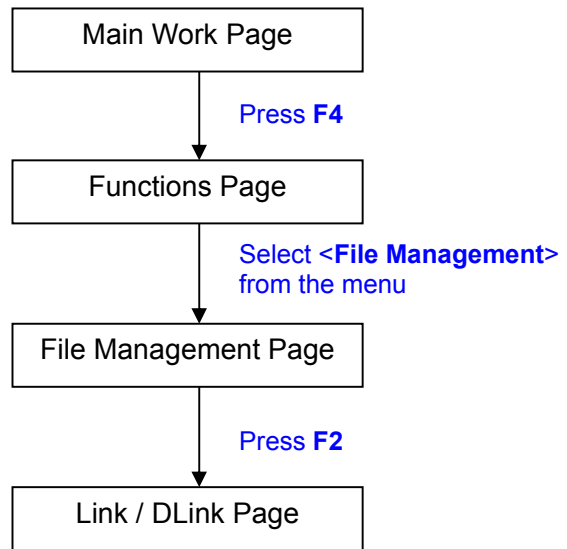 Main Work Page
Press F4
Functions Page
Select <File Management>
from the menu
File Management Page
Press F2
Link / DLink Page